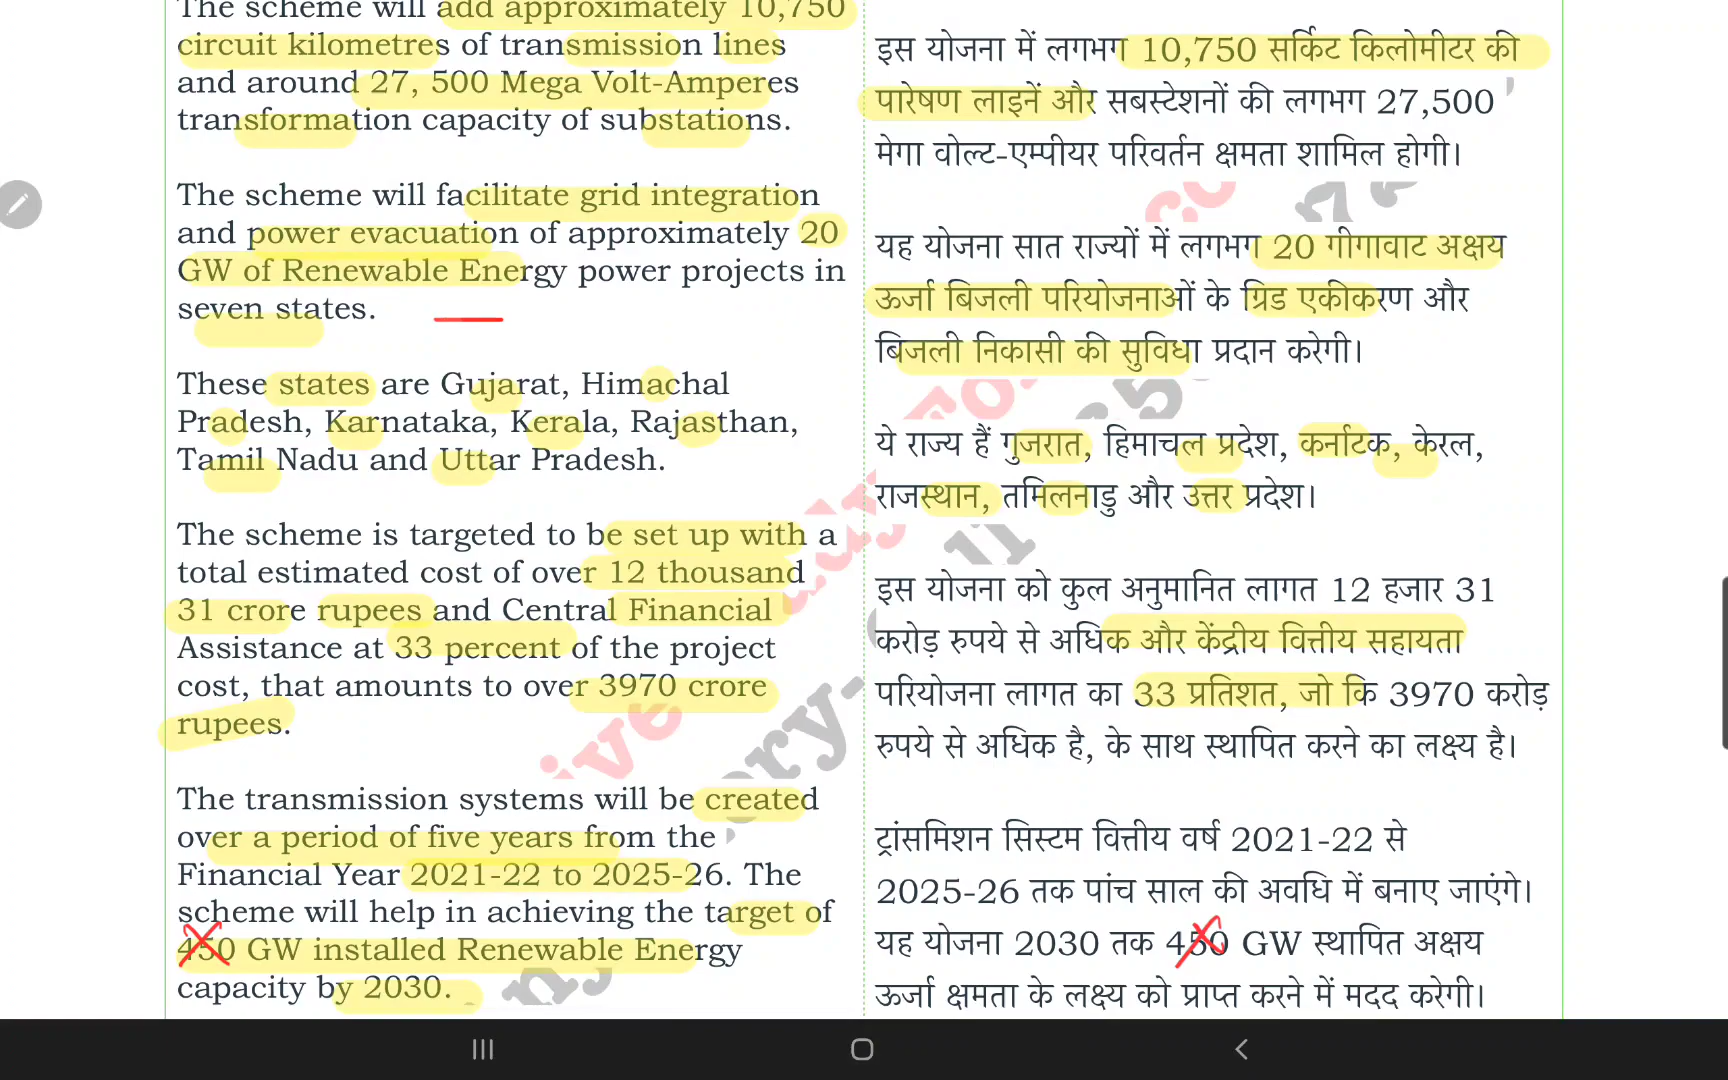 The scheme will add approximately 10,750
circuit kilometres of transmission lines
and around 27, 500 Mega Volt-Amperes
transformation capacity of substations.
The scheme will facilitate grid integration
and power evacuation of approximately 20
GW of Renewable Energy power projects in
seven states.
These states are Gujarat, Himachal
Pradesh, Karnataka, Kerala, Rajasthan,
Tamil Nadu and Uttar Pradesh.
The scheme is targeted to be set up with a
total estimated cost of over 12 thousand
31 crore rupees and Central Financial
Assistance at 33 percent of the project
cost, that amounts to over 3970 crore
rupees.
The transmission systems will be created
over a period of five years from the
Financial Year 2021-22 to 2025-26. The
scheme will help in achieving the target of
450 GW installed Renewable Energy
capacity by 2030.
इस योजना में लगभग 10,750 सर्किट किलोमीटर की
पारेषण लाइनें और सबस्टेशनों की लगभग 27,500
मेगा वोल्ट-एम्पीयर परिवर्तन क्षमता शामिल होगी।
यह योजना सात राज्यों में लगभग 20 गीगावाट अक्षय
ऊर्जा बिजली परियोजनाओं के ग्रिड एकीकरण और
बिजली निकासी की सुविधा प्रदान करेगी।
ये राज्य हैं गुजरात, हिमाचल प्रदेश, कर्नाटक, केरल,
राजस्थान, तमिलनाडु और उत्तर प्रदेश।
इस योजना को कुल अनुमानित लागत 12 हजार 31
करोड़ रुपये से अधिक और केंद्रीय वित्तीय सहायता
परियोजना लागत का 33 प्रतिशत, जो कि 3970 करोड़
रुपये से अधिक है, के साथ स्थापित करने का लक्ष्य है।
ट्रांसमिशन सिस्टम वित्तीय वर्ष 2021-22 से
2025-26 तक पांच साल की अवधि में बनाए जाएंगे।
यह योजना 2030 तक 450 GW स्थापित अक्षय
ऊर्जा क्षमता के लक्ष्य को प्राप्त करने में मदद करेगी।